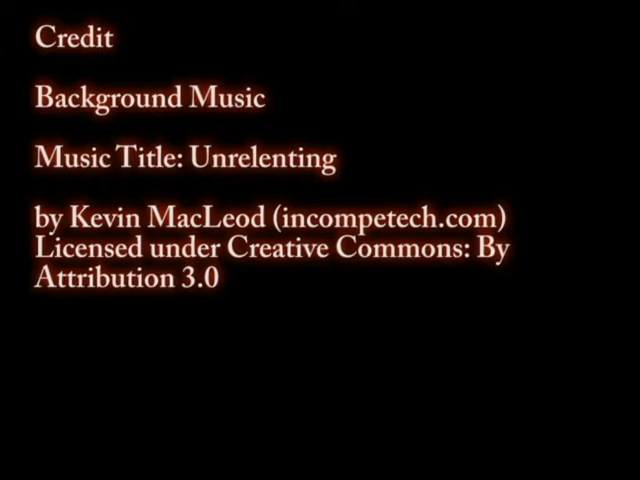 Credit
Background Music
Music Title: Unrelenting
by Kevin MacLeod (incompetech.com)
Licensed under Creative Commons: By
Attribution 3.0